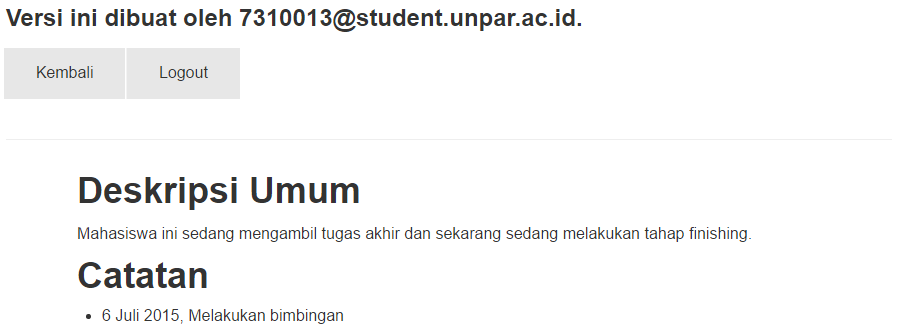 Versi ini dibuat oleh 7310013@student.unpar.ac.id.
Kembali Logout
Deskripsi Umum
Mahasiswa ini sedang mengambil tugas akhir dan sekarang sedang melakukan tahap finishing.
Catatan
• 6 Juli 2015, Melakukan bimbingan